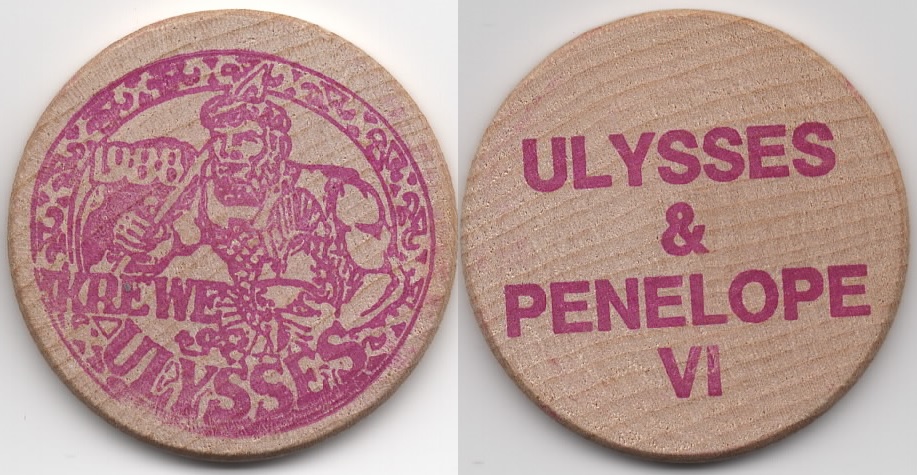 1988
KREWE
ULYSSES
ULYSSES
&
PENELOPE
VI